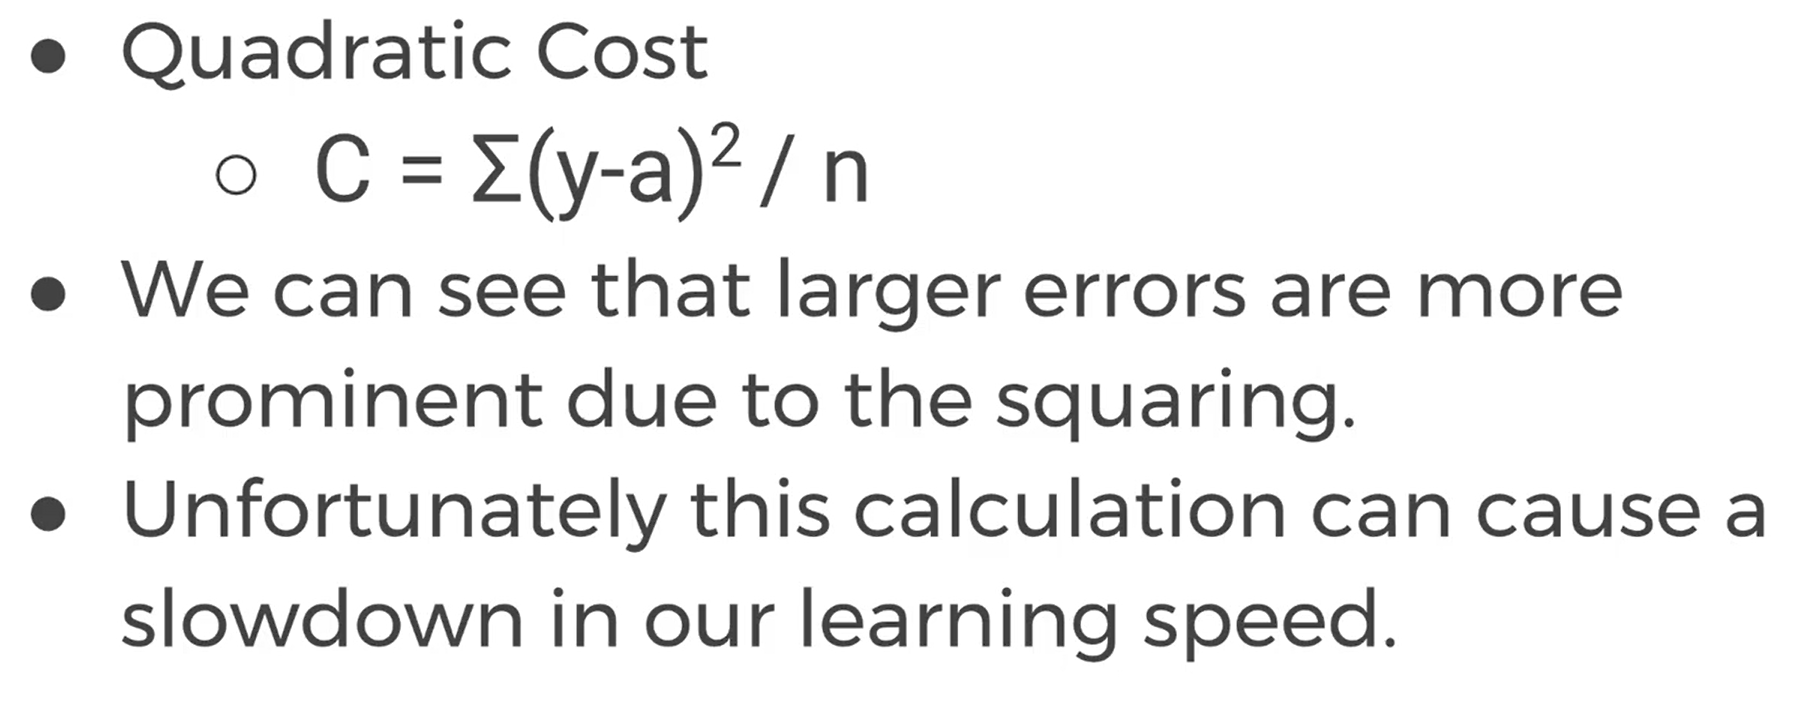 ● Quadratic Cost
○ C = Σ(y-a)² / n
● We can see that larger errors are more
prominent due to the squaring.
● Unfortunately this calculation can cause a
slowdown in our learning speed.